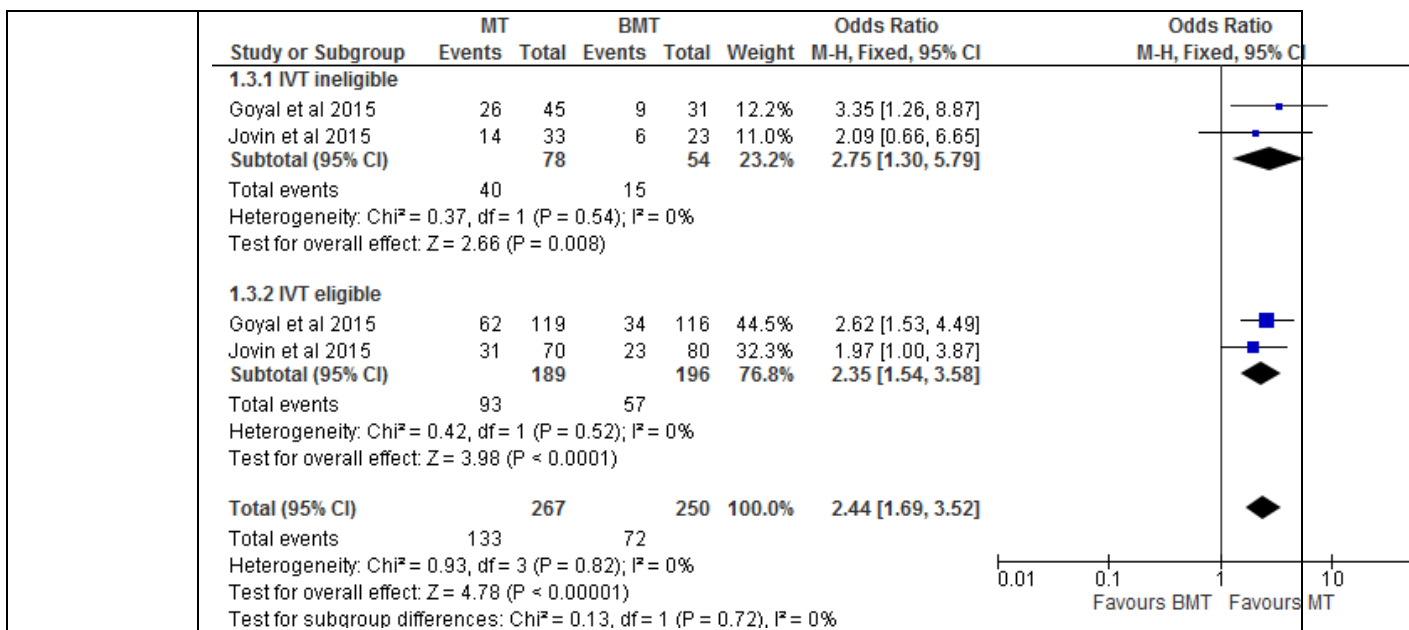 MT BMT Odds Ratio Odds Ratio
Study or Subgroup Events Total Events Total Weight M-H, Fixed, 95% CI M-H, Fixed, 95% CI
1.3.1 IVT ineligible
Goyal et al 2015 26 45 9 31 12.2% 3.35 [1.26, 8.87]
Jovin et al 2015 14 33 6 23 11.0% 2.09 [0.66, 6.65]
Subtotal (95% CI) 78 54 23.2% 2.75 [1.30, 5.79]
Total events 40 15
Heterogeneity: Chi² = 0.37, df = 1 (P = 0.54); I² = 0%
Test for overall effect: Z = 2.66 (P = 0.008)
1.3.2 IVT eligible
Goyal et al 2015 62 119 34 116 44.5% 2.62 [1.53, 4.49]
Jovin et al 2015 31 70 23 80 32.3% 1.97 [1.00, 3.87]
Subtotal (95% CI) 189 196 76.8% 2.35 [1.54, 3.58]
Total events 93 57
Heterogeneity: Chi² = 0.42, df = 1 (P = 0.52); I² = 0%
Test for overall effect: Z = 3.98 (P < 0.0001)
Total (95% CI) 267 250 100.0% 2.44 [1.69, 3.52]
Total events 133 72
Heterogeneity: Chi² = 0.93, df = 3 (P = 0.82); I² = 0%
Test for overall effect: Z = 4.78 (P < 0.00001)
Test for subgroup differences: Chi² = 0.13, df = 1 (P = 0.72), I² = 0%
0.01 0.1 1 10
Favours BMT Favours MT